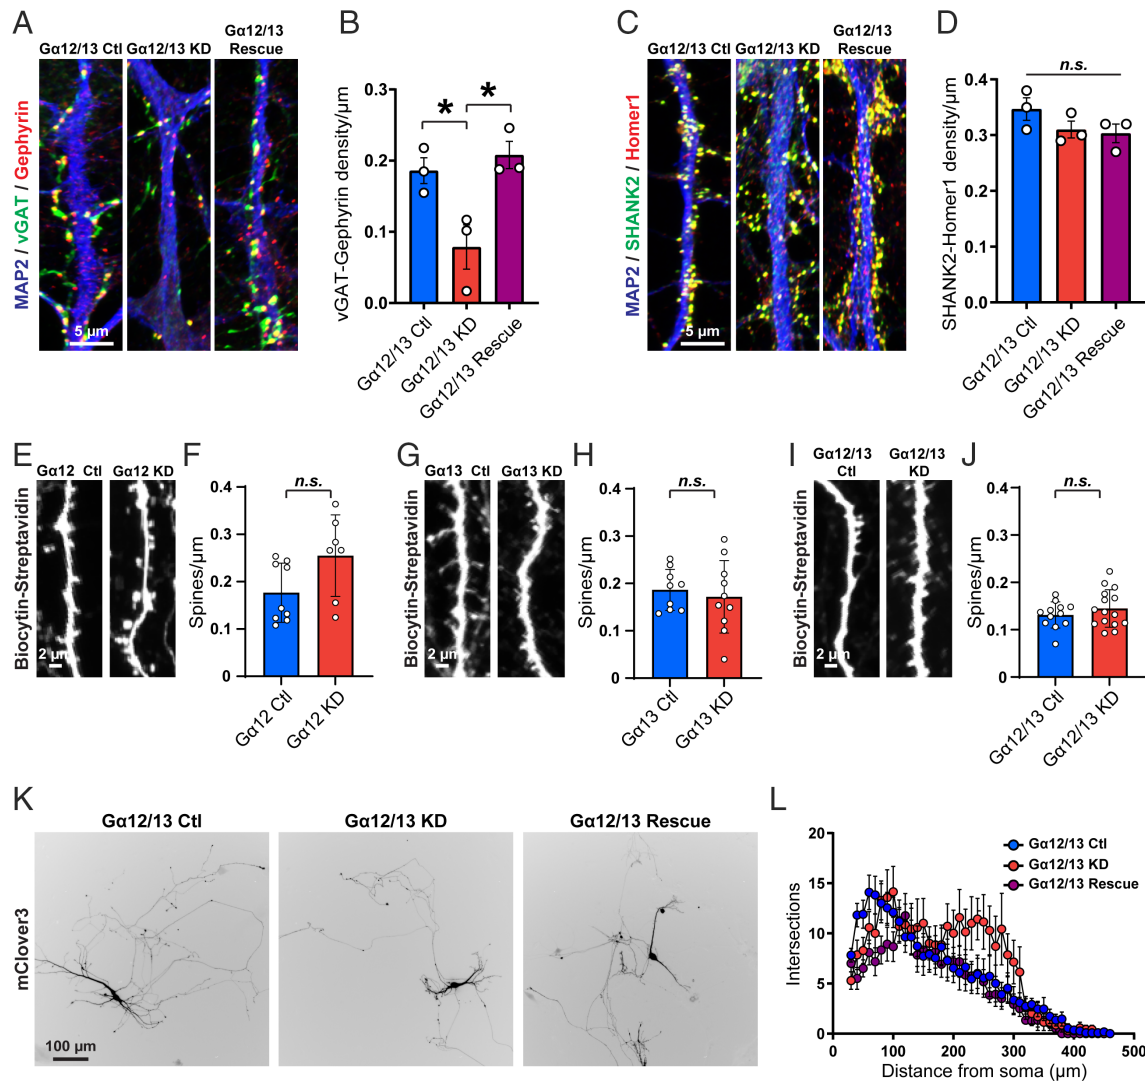 A
B
C
D
Gα12/13 Ctl
Gα12/13 KD
Gα12/13
Rescue
MAP2 / vGAT / Gephyrin
5 µm
vGAT-Gephyrin density/µm
0.3
0.2
0.1
0.0
*
*
Gα12/13 Ctl
Gα12/13 KD
Gα12/13 Rescue
Gα12/13 Ctl
Gα12/13 KD
Gα12/13
Rescue
MAP2 / SHANK2 / Homer1
5 µm
SHANK2-Homer1 density/µm
0.4
0.3
0.2
0.1
0.0
n.s.
Gα12/13 Ctl
Gα12/13 KD
Gα12/13 Rescue
E
F
G
H
I
J
Gα12 Ctl
Gα12 KD
Biocytin-Streptavidin
2 µm
Spines/µm
0.4
0.3
0.2
0.1
0
n.s.
Gα12 Ctl
Gα12 KD
Gα13 Ctl
Gα13 KD
Biocytin-Streptavidin
2 µm
Spines/µm
0.4
0.3
0.2
0.1
0
n.s.
Gα13 Ctl
Gα13 KD
Gα12/13
Ctl
Gα12/13
KD
Biocytin-Streptavidin
2 µm
Spines/µm
0.4
0.3
0.2
0.1
0
n.s.
Gα12/13 Ctl
Gα12/13 KD
K
L
Gα12/13 Ctl
Gα12/13 KD
Gα12/13 Rescue
mClover3
100 µm
Intersections
20
15
10
5
0
Gα12/13 Ctl
Gα12/13 KD
Gα12/13 Rescue
0
100
200
300
400
500
Distance from soma (µm)